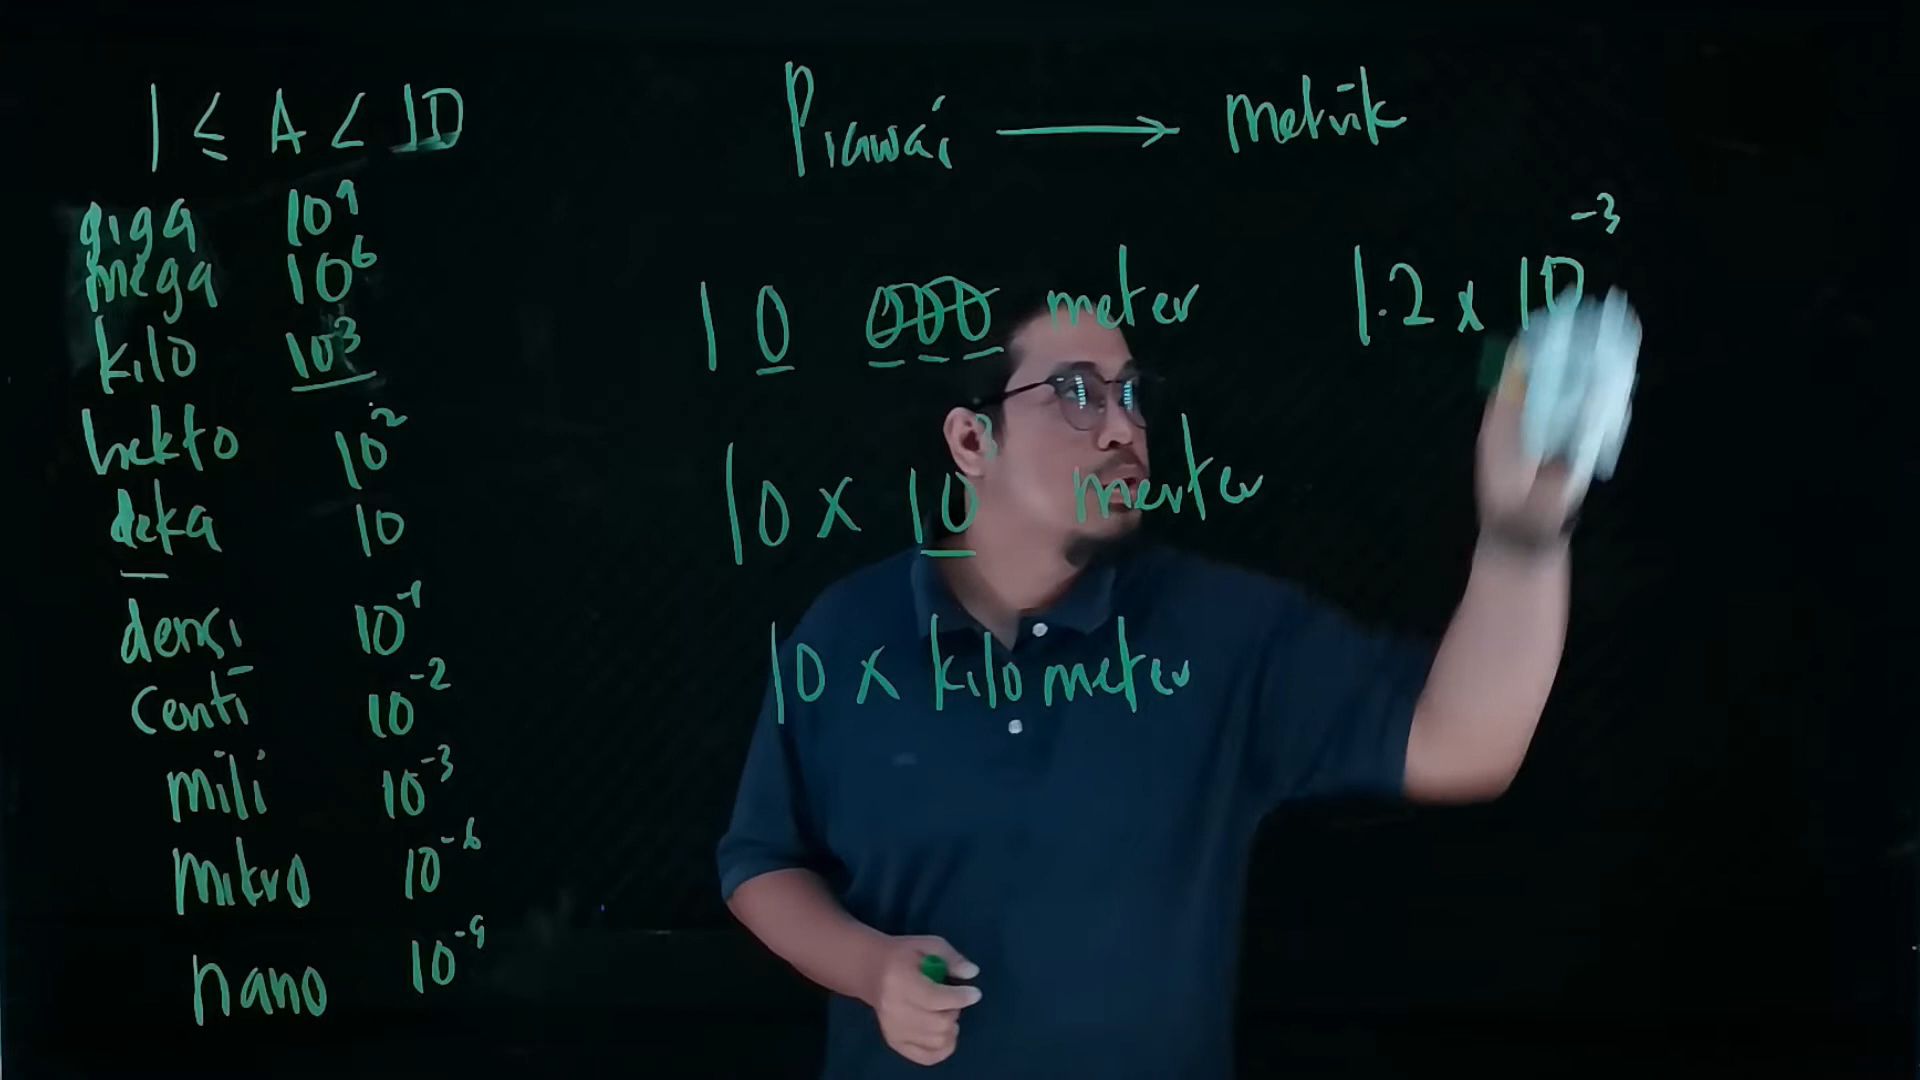 1 ≤ A < 10
giga 10⁹
mega 10⁶
kilo 10³
hekto 10²
deka 10
densi 10⁻¹
centi 10⁻²
mili 10⁻³
mikro 10⁻⁶
nano 10⁻⁹
Piawai → metrik
10 000 meter
10 x 10³ merter
10 x kilo meter
1.2 x 10⁻³